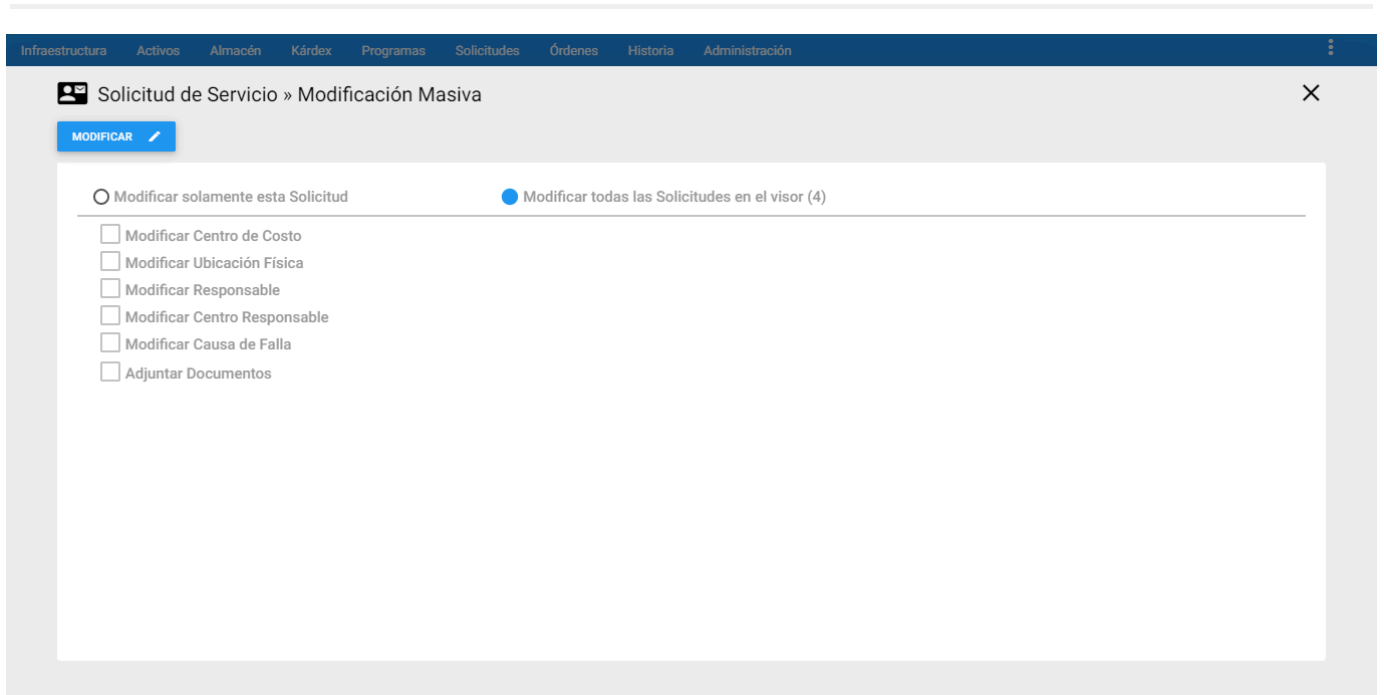 Infraestructura Activos Almacén Kárdex Programas Solicitudes Órdenes Historia Administración
Solicitud de Servicio » Modificación Masiva
MODIFICAR
Modificar solamente esta Solicitud Modificar todas las Solicitudes en el visor (4)
Modificar Centro de Costo
Modificar Ubicación Física
Modificar Responsable
Modificar Centro Responsable
Modificar Causa de Falla
Adjuntar Documentos